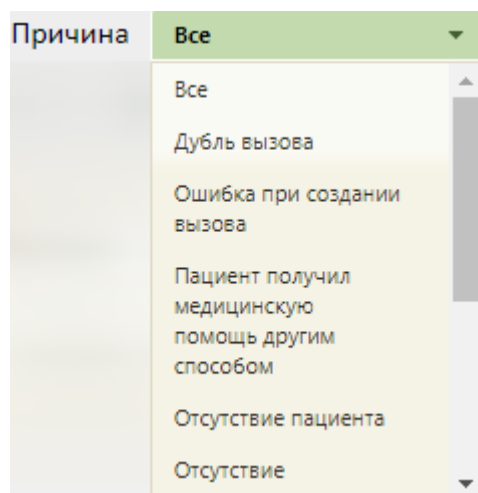 Причина Все
Все
Дубль вызова
Ошибка при создании
вызова
Пациент получил
медицинскую
помощь другим
способом
Отсутствие пациента
Отсутствие